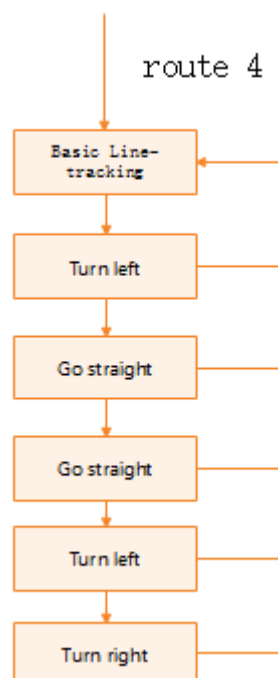 route 4
Basic Line-
tracking
Turn left
Go straight
Go straight
Turn left
Turn right